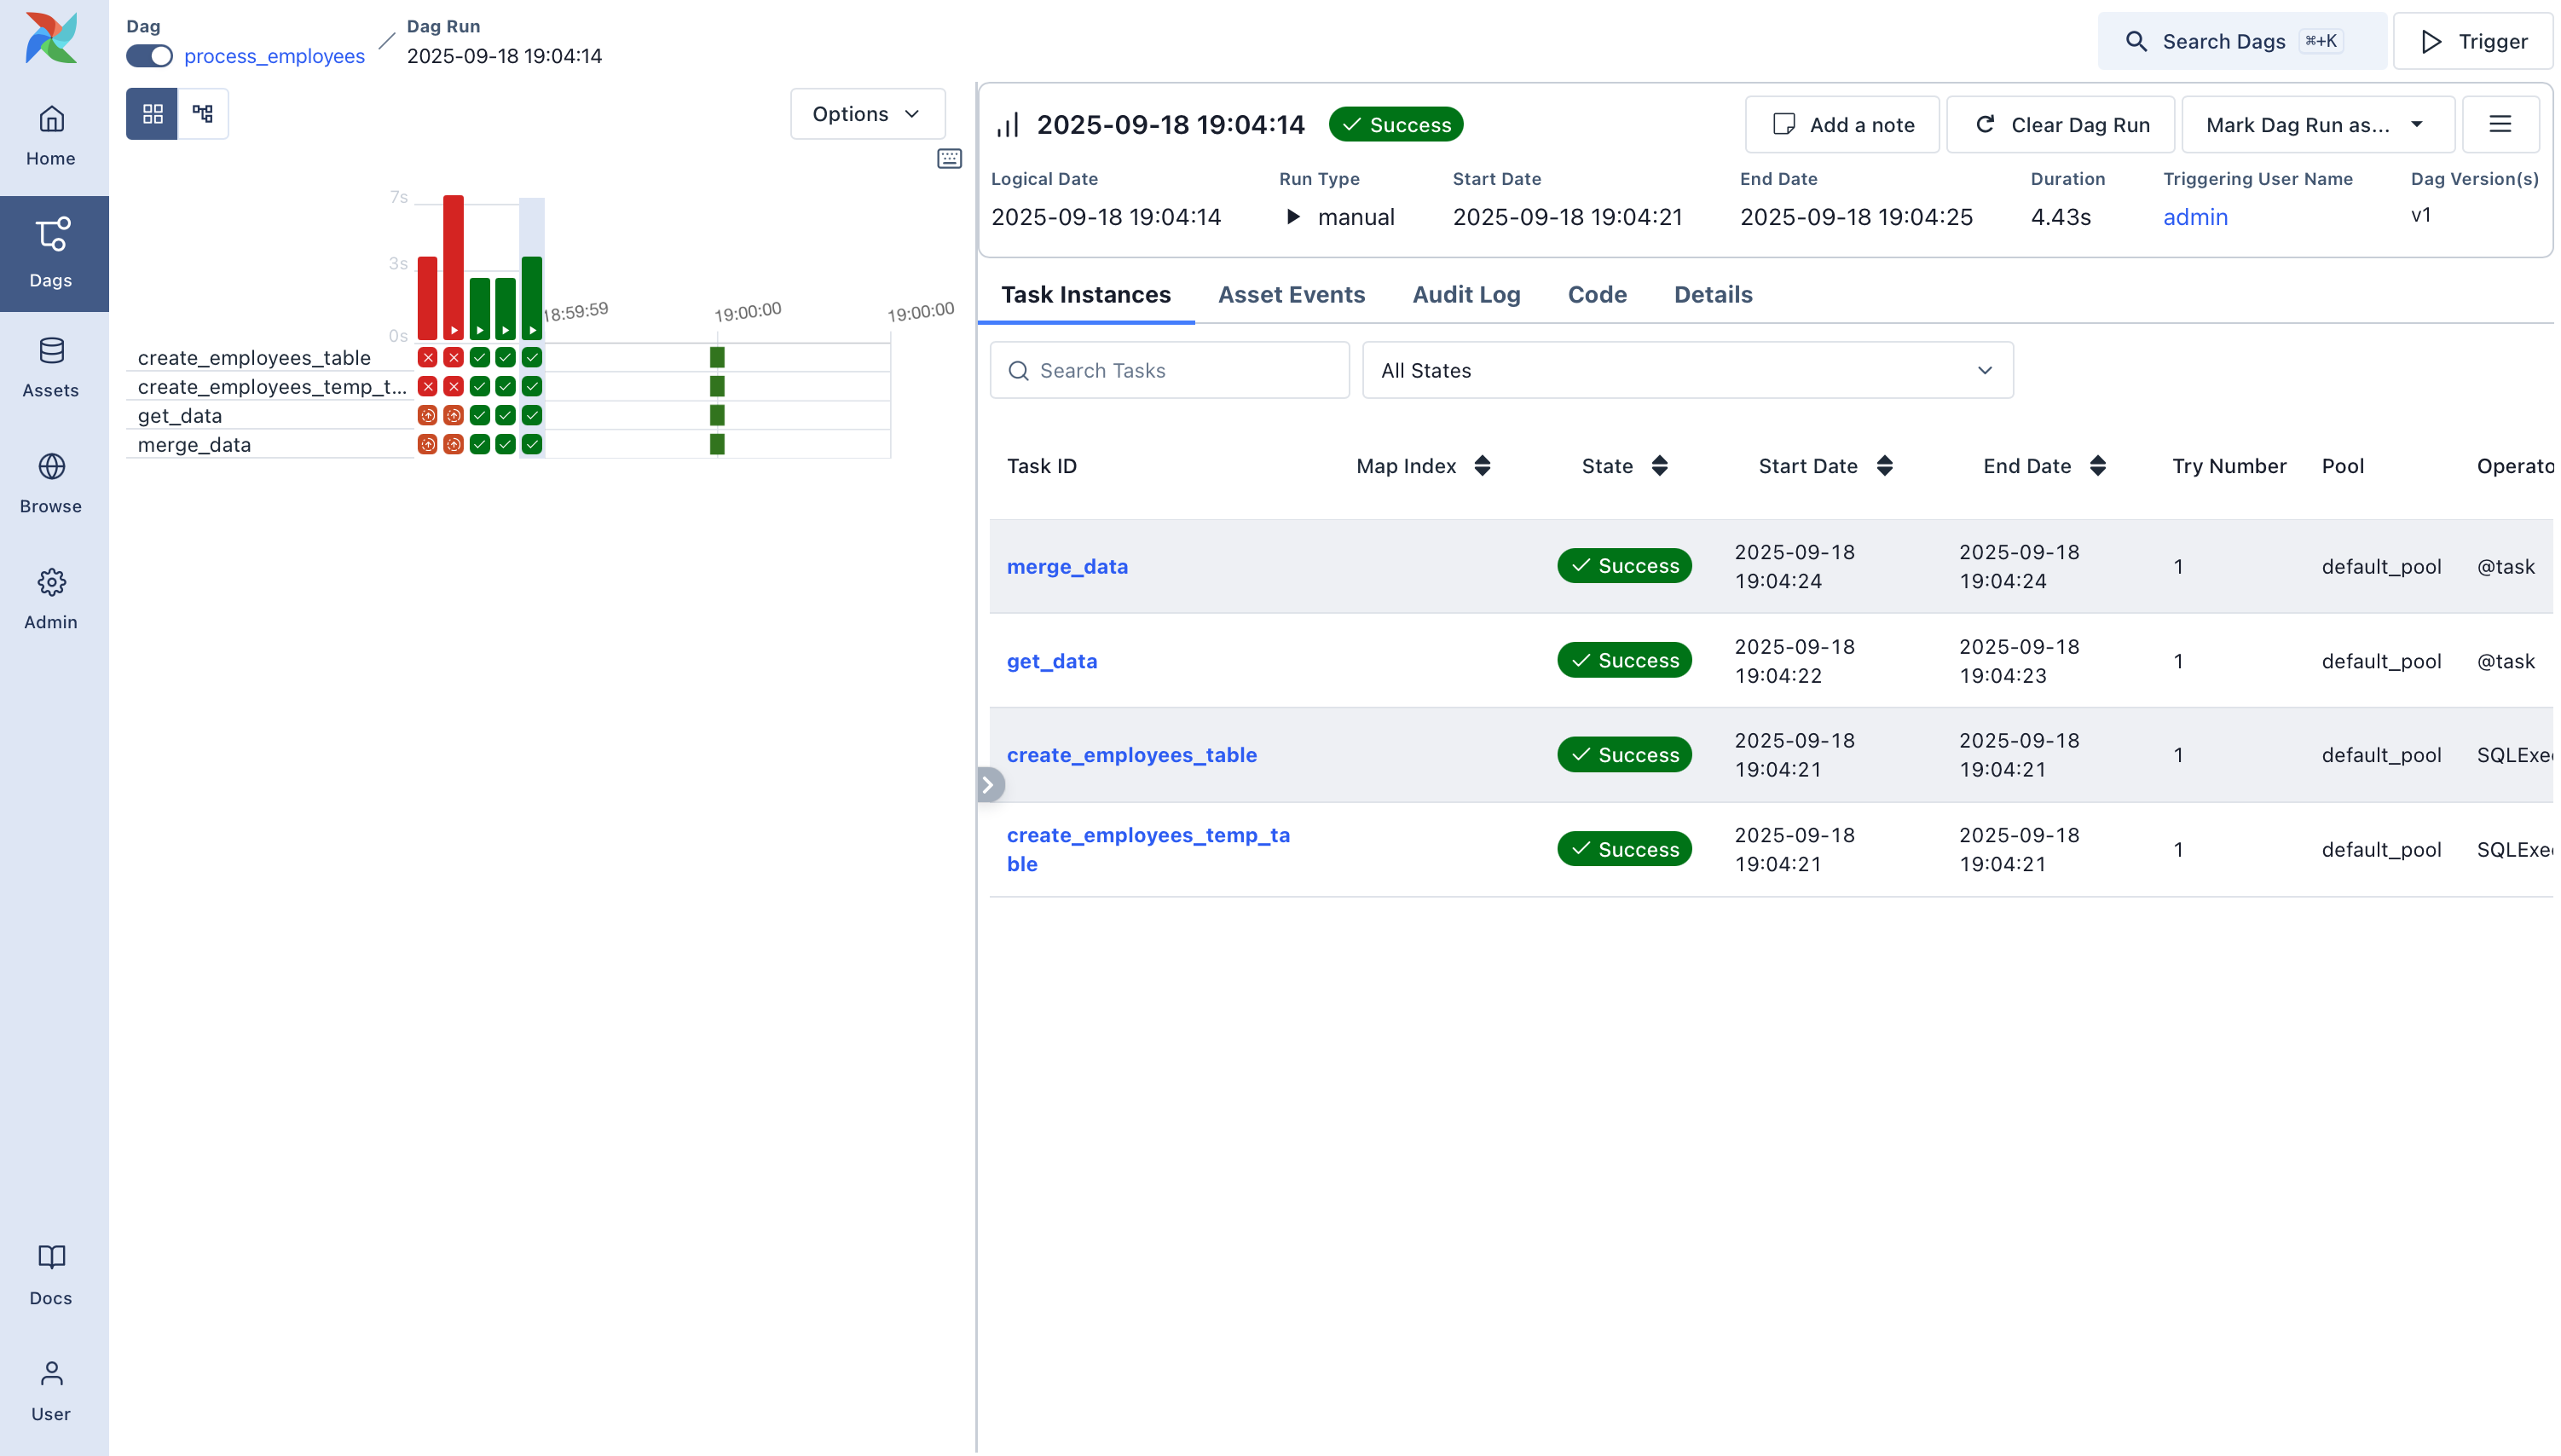 Dag
process_employees
Dag Run
2025-09-18 19:04:14
Search Dags ⌘+K
Trigger
Home
Dags
Assets
Browse
Admin
Docs
User
Options
7s
3s
0s
18:59:59
19:00:00
19:00:00
create_employees_table
create_employees_temp_t...
get_data
merge_data
2025-09-18 19:04:14
Success
Add a note
Clear Dag Run
Mark Dag Run as...
Logical Date Run Type Start Date End Date Duration Triggering User Name Dag Version(s)
2025-09-18 19:04:14 manual 2025-09-18 19:04:21 2025-09-18 19:04:25 4.43s admin v1
Task Instances Asset Events Audit Log Code Details
Search Tasks
All States
Task ID Map Index State Start Date End Date Try Number Pool Operato
merge_data Success 2025-09-18 19:04:24 2025-09-18 19:04:24 1 default_pool @task
get_data Success 2025-09-18 19:04:22 2025-09-18 19:04:23 1 default_pool @task
create_employees_table Success 2025-09-18 19:04:21 2025-09-18 19:04:21 1 default_pool SQLExe
create_employees_temp_ta
ble Success 2025-09-18 19:04:21 2025-09-18 19:04:21 1 default_pool SQLExe